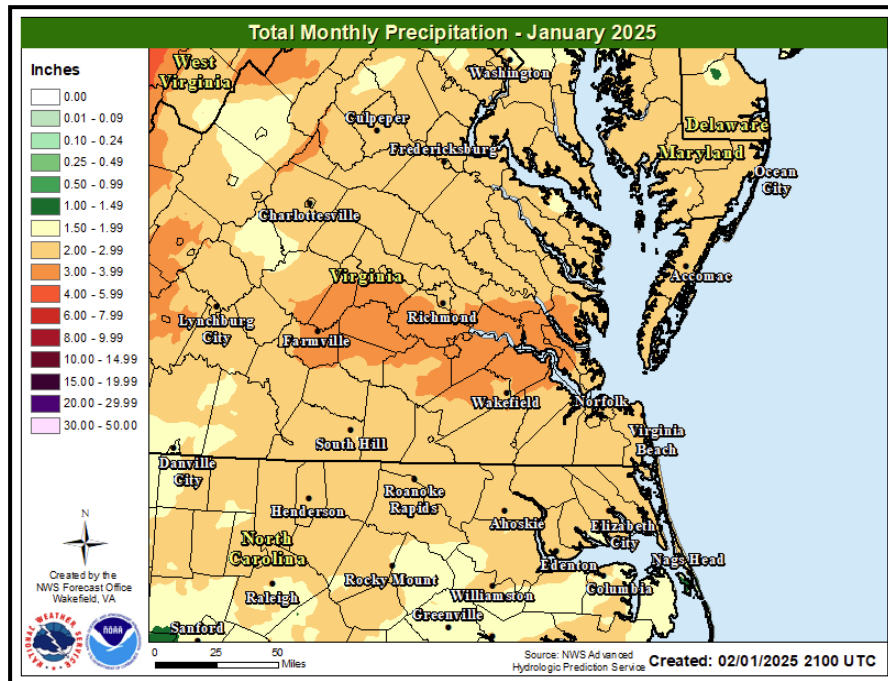 Total Monthly Precipitation - January 2025
Inches
0.00
0.01 - 0.09
0.10 - 0.24
0.25 - 0.49
0.50 - 0.99
1.00 - 1.49
1.50 - 1.99
2.00 - 2.99
3.00 - 3.99
4.00 - 5.99
6.00 - 7.99
8.00 - 9.99
10.00 - 14.99
15.00 - 19.99
20.00 - 29.99
30.00 - 50.00
West
Virginia
Washington
Culpeper
Fredericksburg
Delaware
Maryland
Ocean
City
Charlottesville
Virginia
Accomac
Lynchburg
City
Richmond
Farmville
Wakefield
Norfolk
South Hill
Virginia
Beach
Danville
City
Roanoke
Rapids
Henderson
Ahoskie
Elizabeth
City
North
Carolina
Edenton
Nags Head
Rocky Mount
Raleigh
Williamston
Columbia
Greenville
Sanford
N
Created by the
NWS Forecast Office
Wakefield, VA
NATIONAL WEATHER SERVICE
NOAA
0 25 50
Miles
Source: NWS Advanced
Hydrologic Prediction Service
Created: 02/01/2025 2100 UTC